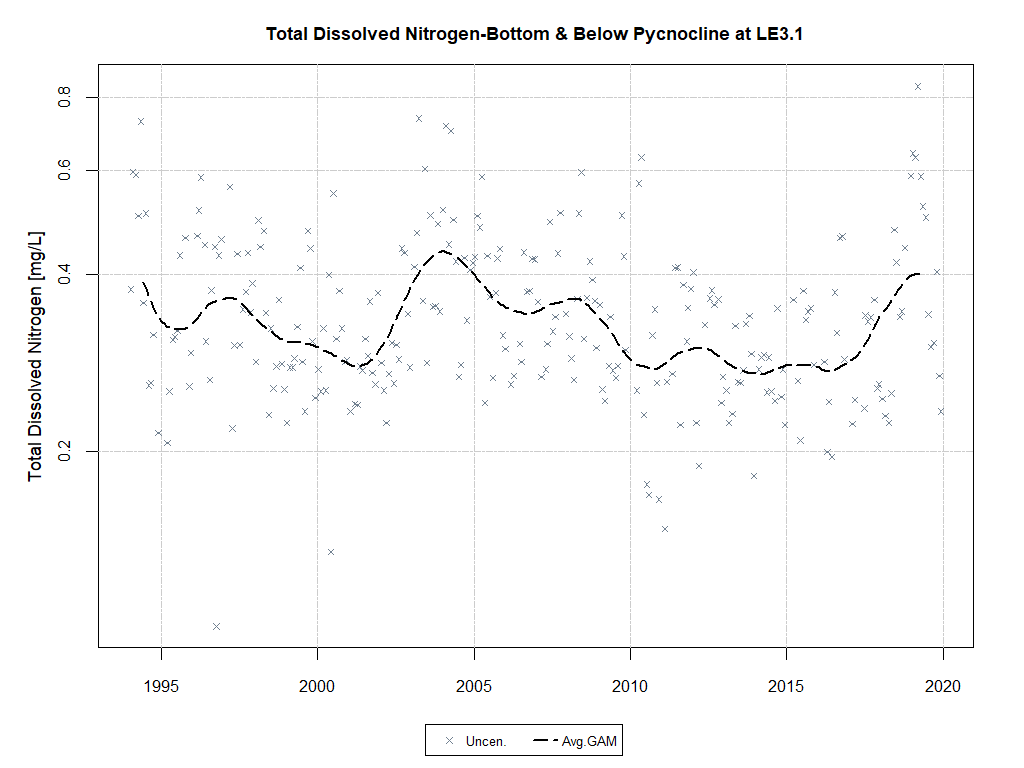 Total Dissolved Nitrogen-Bottom & Below Pycnocline at LE3.1
Total Dissolved Nitrogen [mg/L]
0.8
0.6
0.4
0.2
1995 2000 2005 2010 2015 2020
Uncen. Avg.GAM